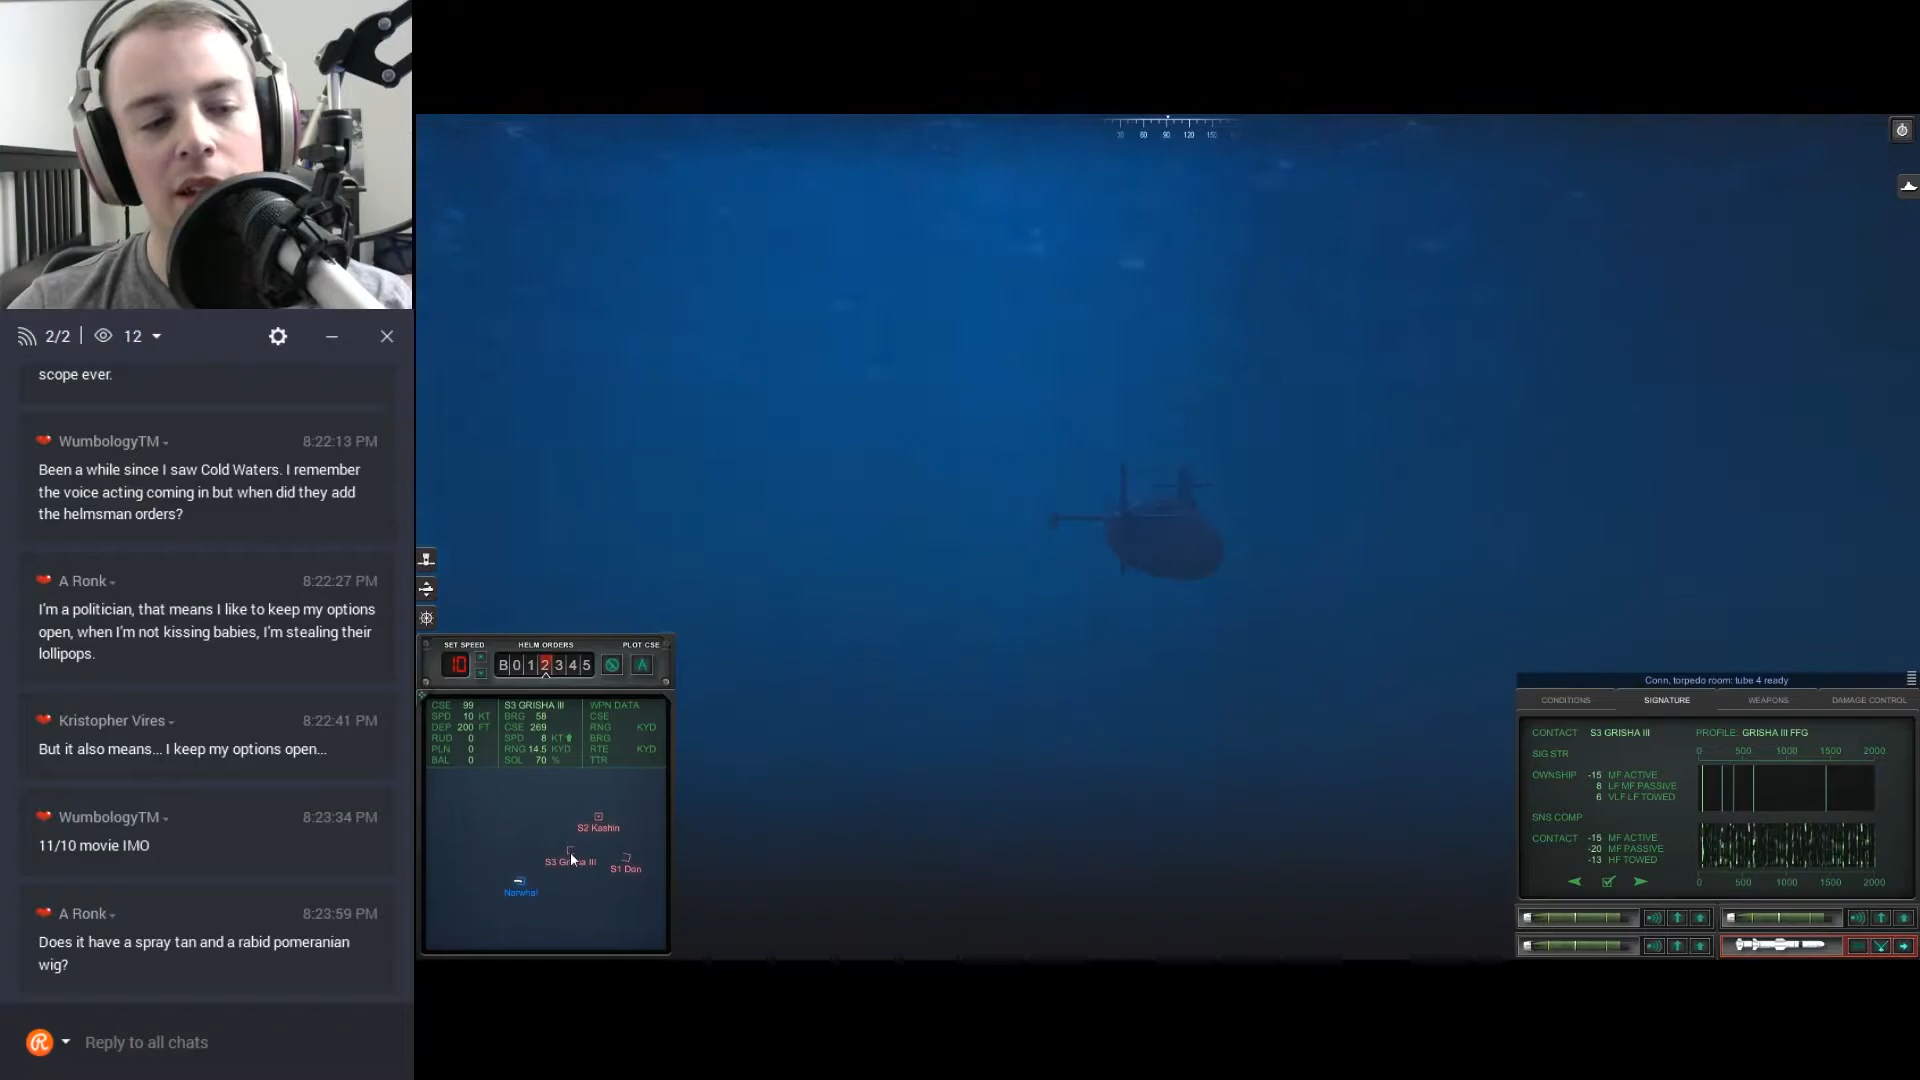 2/2 | 12
scope ever.
WumbologyTM 8:22:13 PM
Been a while since I saw Cold Waters. I remember
the voice acting coming in but when did they add
the helmsman orders?
A Ronk 8:22:27 PM
I'm a politician, that means I like to keep my options
open, when I'm not kissing babies, I'm stealing their
lollipops.
Kristopher Vires 8:22:41 PM
But it also means... I keep my options open...
WumbologyTM 8:23:34 PM
11/10 movie IMO
A Ronk 8:23:59 PM
Does it have a spray tan and a rabid pomeranian
wig?
Reply to all chats
30 60 90 120 150
SET SPEED HELM ORDERS PLOT CSE
10 B 0 1 2 3 4 5 A
CSE 99 S3 GRISHA III WPN DATA
SPD 10 KT BRG 58 CSE
DEP 200 FT CSE 269 RNG KYD
RUD 0 SPD 8 KT BRG
PLN 0 RNG 14.5 KYD RTE KYD
BAL 0 SOL 70 % TTR
S2 Kashin
S3 Grisha III
S1 Don
Narwhal
Conn, torpedo room: tube 4 ready
CONDITIONS SIGNATURE WEAPONS DAMAGE CONTROL
CONTACT S3 GRISHA III PROFILE: GRISHA III FFG
SIG STR 0 500 1000 1500 2000
OWNSHIP -15 MF ACTIVE
8 LF MF PASSIVE
6 VLF LF TOWED
SNS COMP
CONTACT -15 MF ACTIVE
-20 MF PASSIVE
-13 HF TOWED
0 500 1000 1500 2000